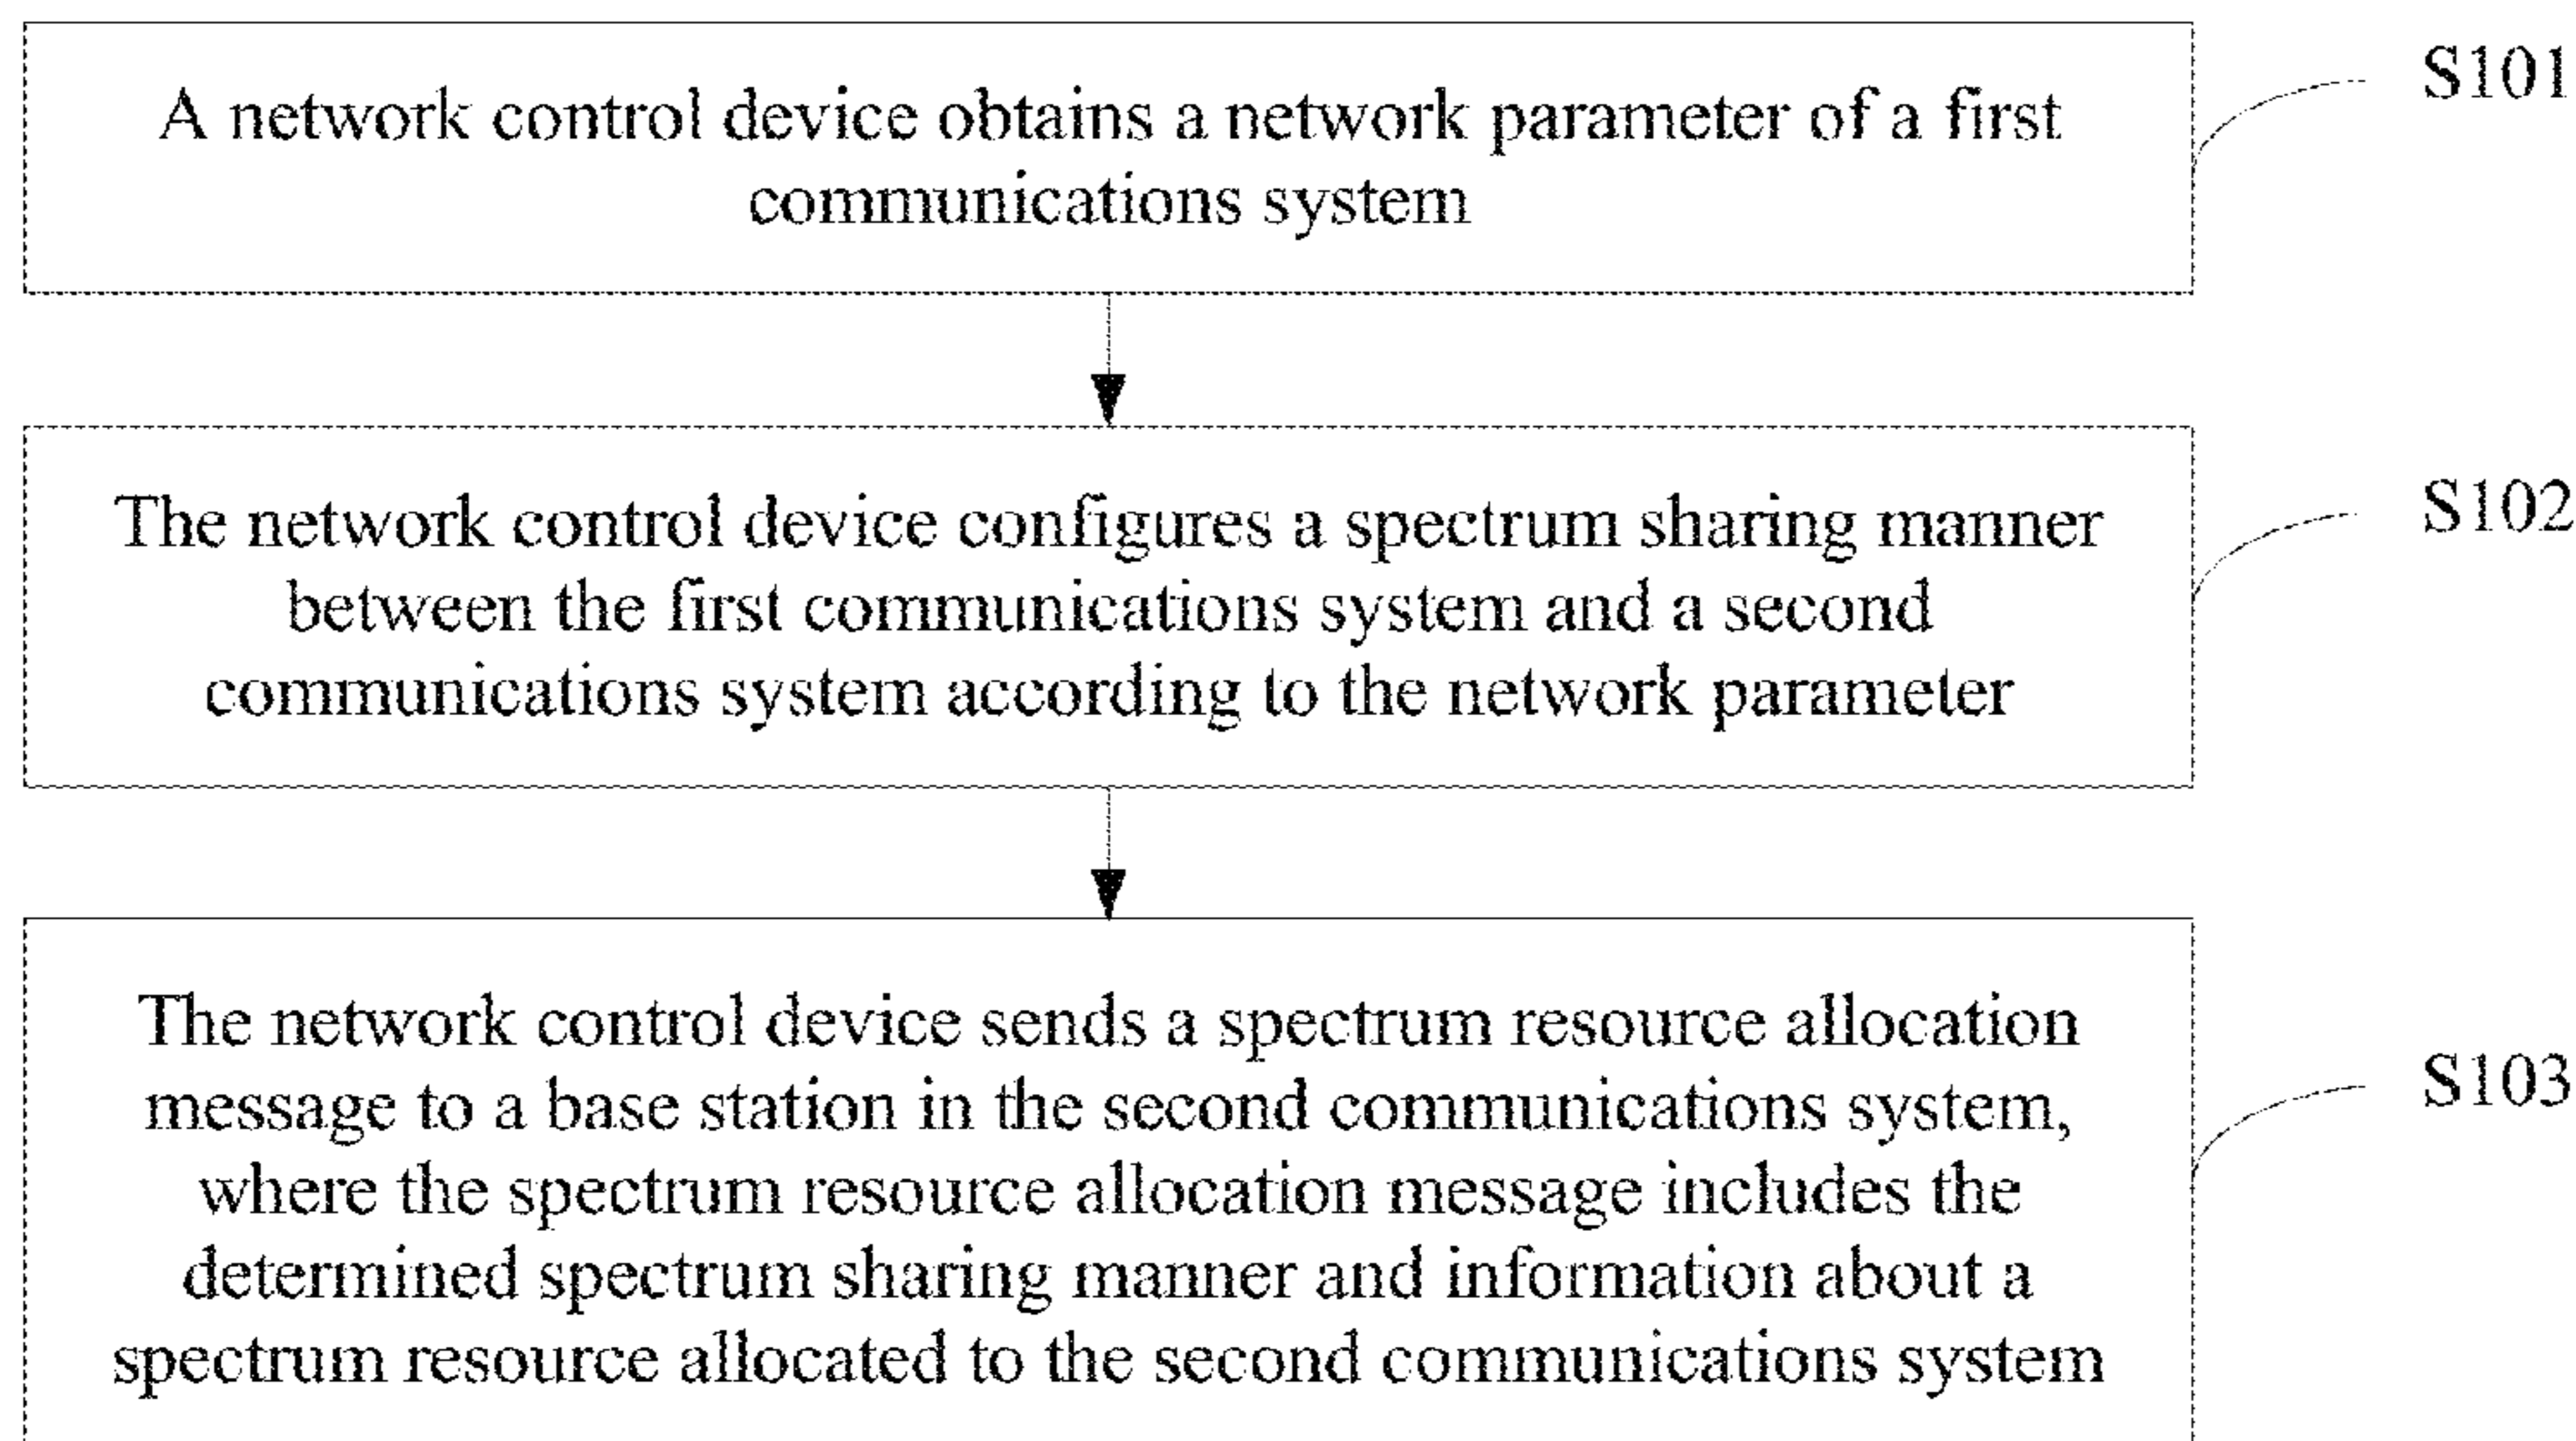 A network control device obtains a network parameter of a first
communications system
S101
The network control device configures a spectrum sharing manner
between the first communications system and a second
communications system according to the network parameter
S102
The network control device sends a spectrum resource allocation
message to a base station in the second communications system,
where the spectrum resource allocation message includes the
determined spectrum sharing manner and information about a
spectrum resource allocated to the second communications system
S103